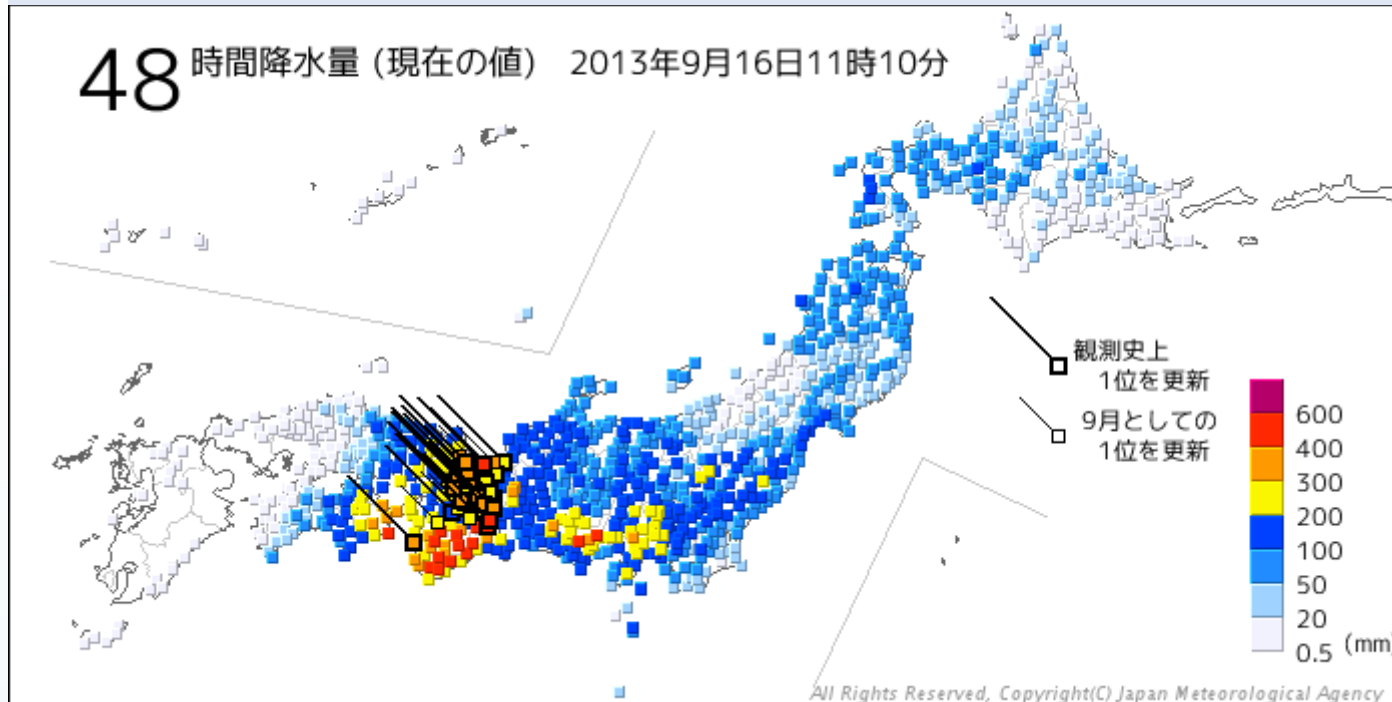 48時間降水量 (現在の値) 2013年9月16日11時10分
観測史上
1位を更新
9月としての
1位を更新
600
400
300
200
100
50
20
0.5 (mm)
All Rights Reserved, Copyright(C) Japan Meteorological Agency